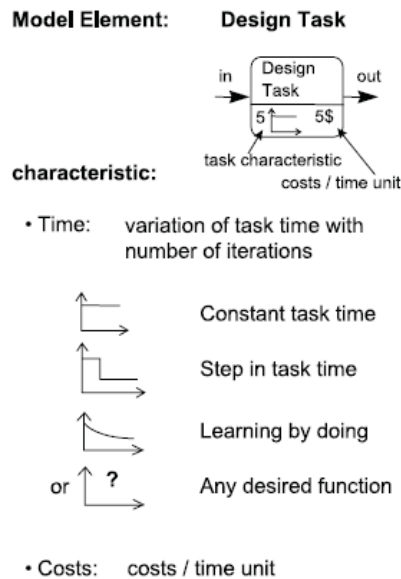 Model Element: Design Task
in
Design
Task
out
5
5$
task characteristic
costs / time unit
characteristic:
• Time: variation of task time with
number of iterations
Constant task time
Step in task time
Learning by doing
or ? Any desired function
• Costs: costs / time unit